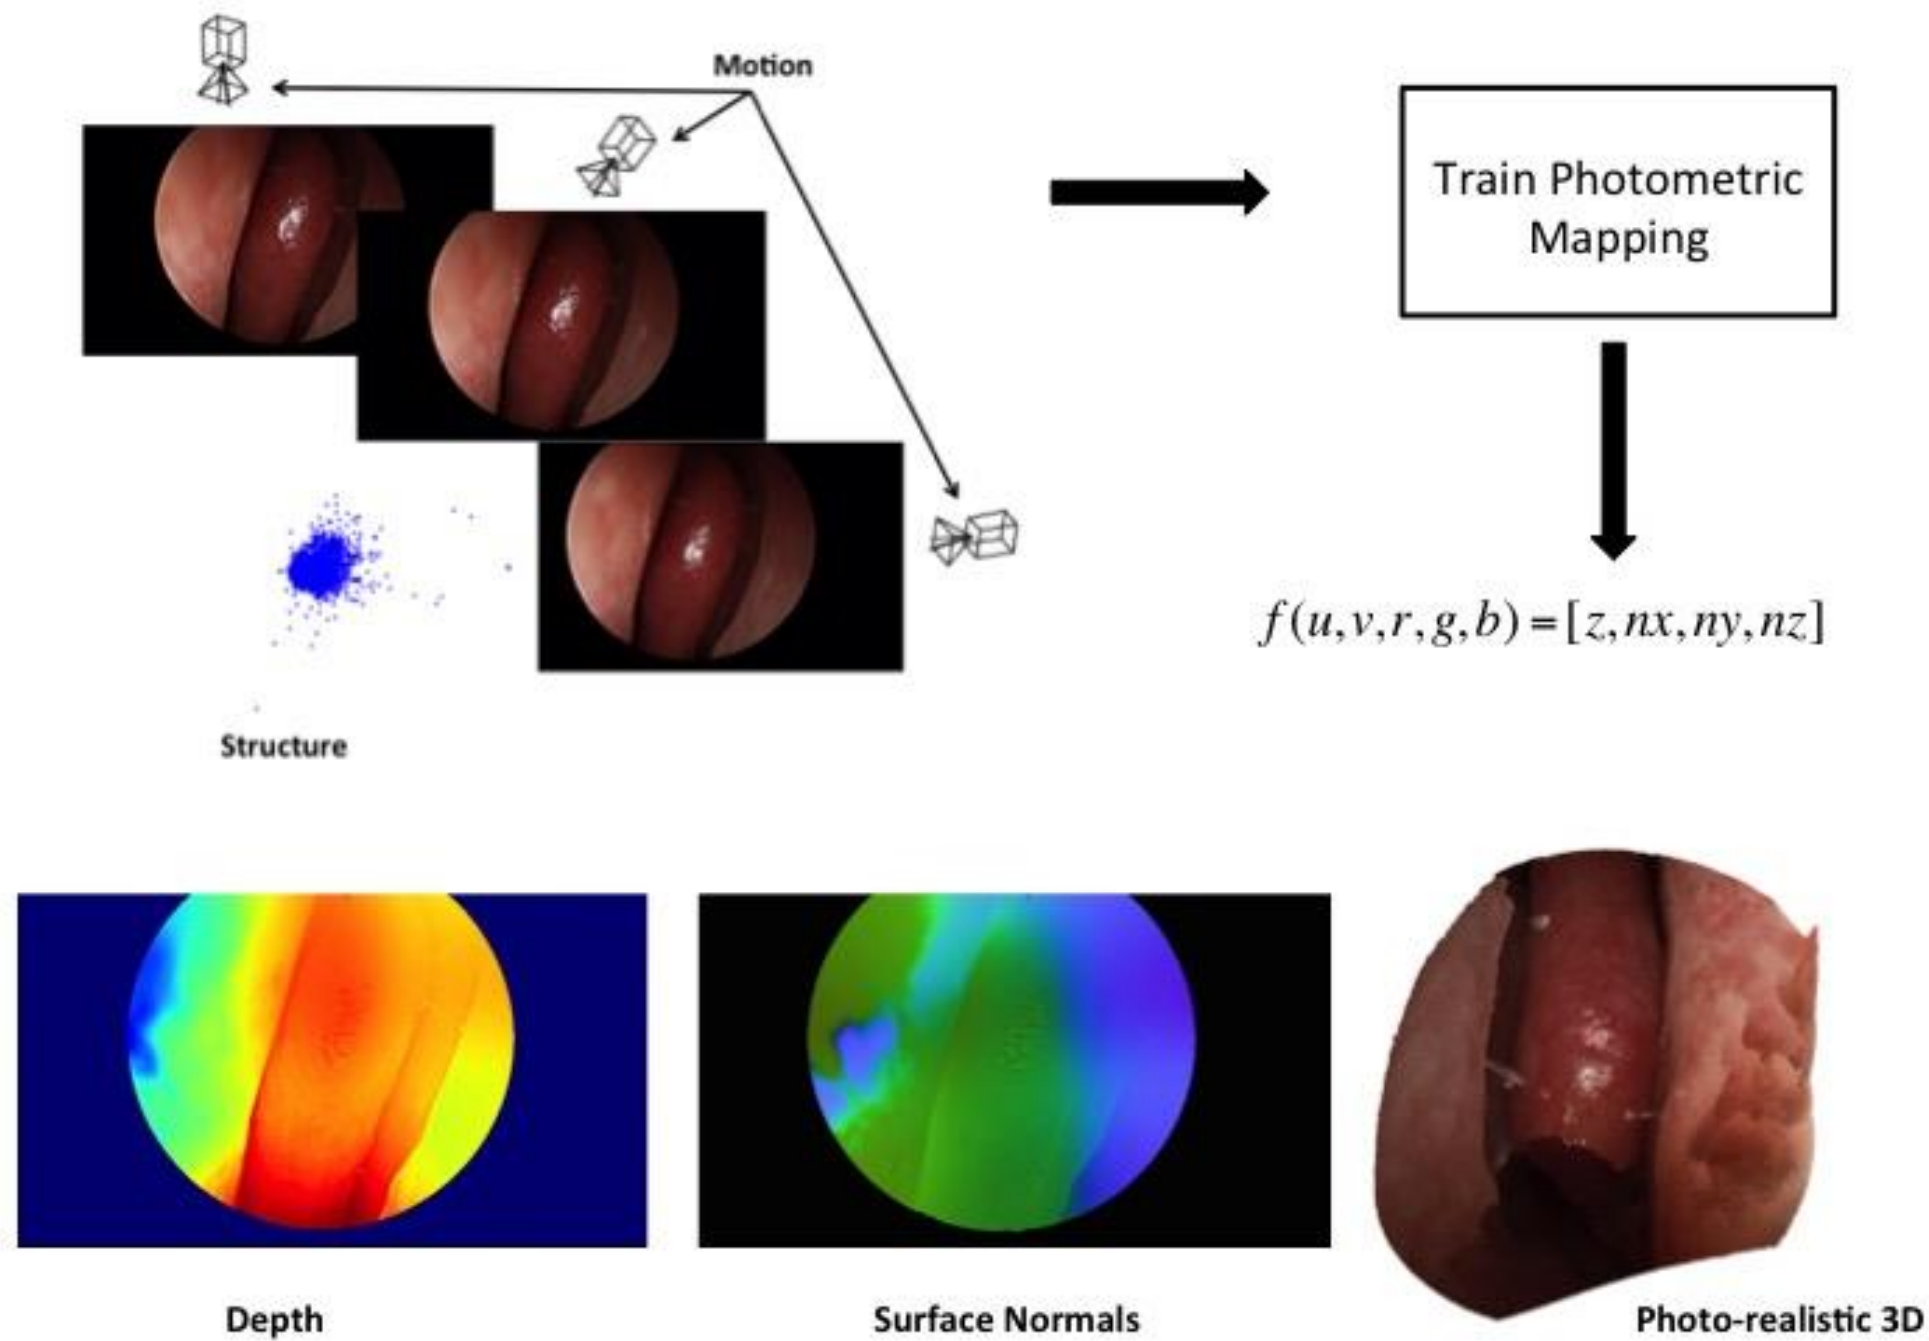 Motion
Train Photometric
Mapping
f(u,v,r,g,b)=[z,nx,ny,nz]
Structure
Depth
Surface Normals
Photo-realistic 3D